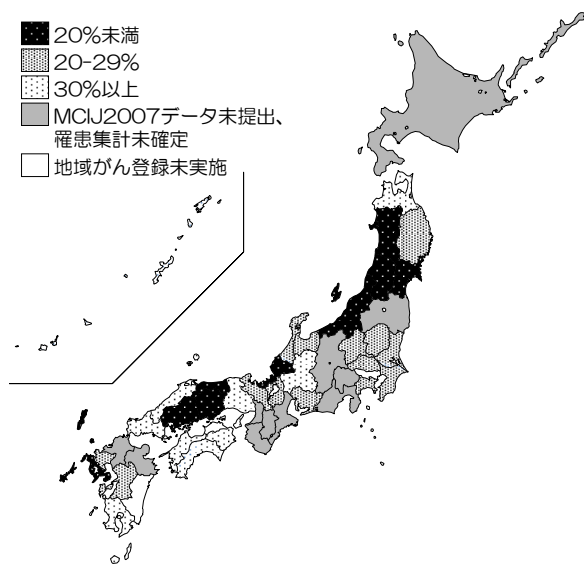 20%未満
20-29%
30%以上
MCIJ2007データ未提出、
罹患集計未確定
地域がん登録未実施